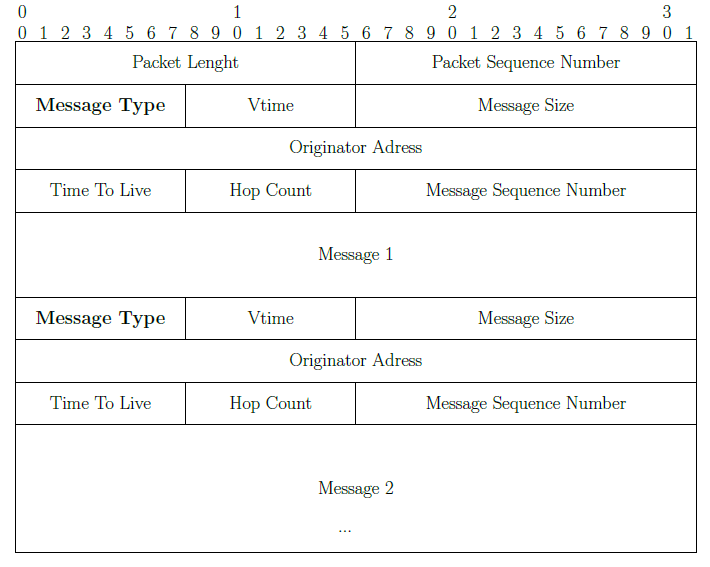 0 1 2 3
0 1 2 3 4 5 6 7 8 9 0 1 2 3 4 5 6 7 8 9 0 1 2 3 4 5 6 7 8 9 0 1
Packet Lenght Packet Sequence Number
Message Type Vtime Message Size
Originator Adress
Time To Live Hop Count Message Sequence Number
Message 1
Message Type Vtime Message Size
Originator Adress
Time To Live Hop Count Message Sequence Number
Message 2
...